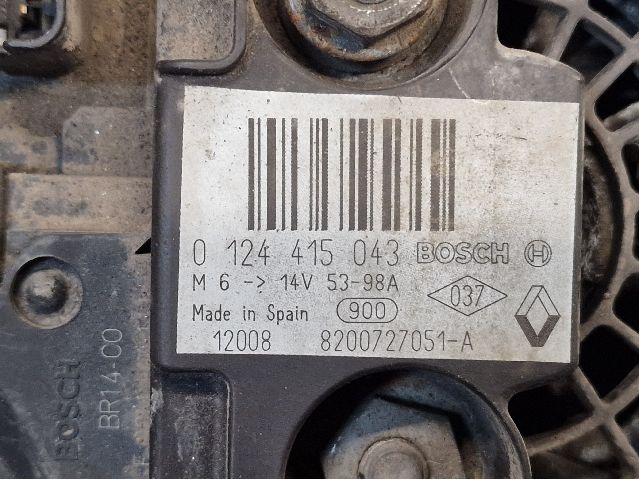 0 124 415 043 BOSCH
M 6 -> 14V 53-98A
037
Made in Spain 900
12008 8200727051-A
BOSCH
BR14-C0